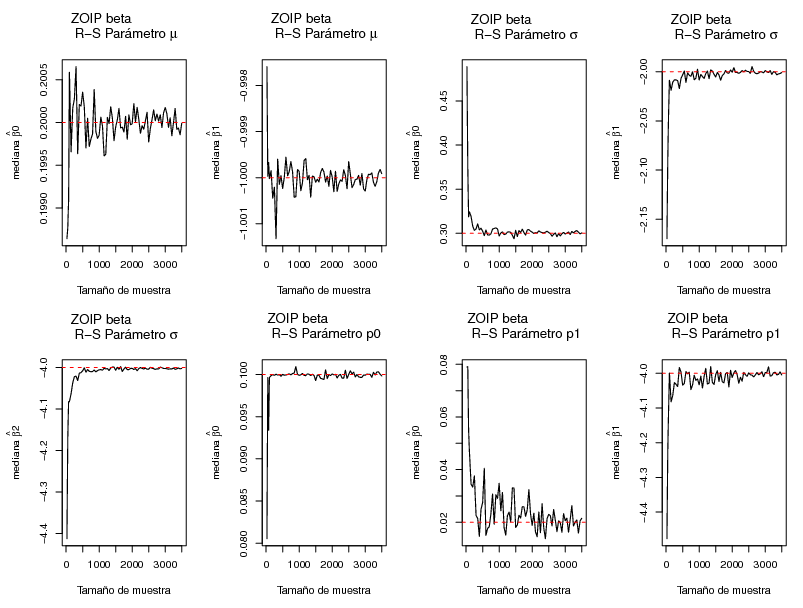 ZOIP beta
R−S Parámetro μ
mediana β̂0
0.1990
0.1995
0.2000
0.2005
0
1000
2000
3000
Tamaño de muestra
ZOIP beta
R−S Parámetro μ
mediana β̂1
−1.001
−1.000
−0.999
−0.998
0
1000
2000
3000
Tamaño de muestra
ZOIP beta
R−S Parámetro σ
mediana β̂0
0.30
0.35
0.40
0.45
0
1000
2000
3000
Tamaño de muestra
ZOIP beta
R−S Parámetro σ
mediana β̂1
−2.15
−2.10
−2.05
−2.00
0
1000
2000
3000
Tamaño de muestra
ZOIP beta
R−S Parámetro σ
mediana β̂2
−4.4
−4.3
−4.2
−4.1
−4.0
0
1000
2000
3000
Tamaño de muestra
ZOIP beta
R−S Parámetro p0
mediana β̂0
0.080
0.085
0.090
0.095
0.100
0
1000
2000
3000
Tamaño de muestra
ZOIP beta
R−S Parámetro p1
mediana β̂0
0.02
0.04
0.06
0.08
0
1000
2000
3000
Tamaño de muestra
ZOIP beta
R−S Parámetro p1
mediana β̂1
−4.4
−4.3
−4.2
−4.1
−4.0
0
1000
2000
3000
Tamaño de muestra